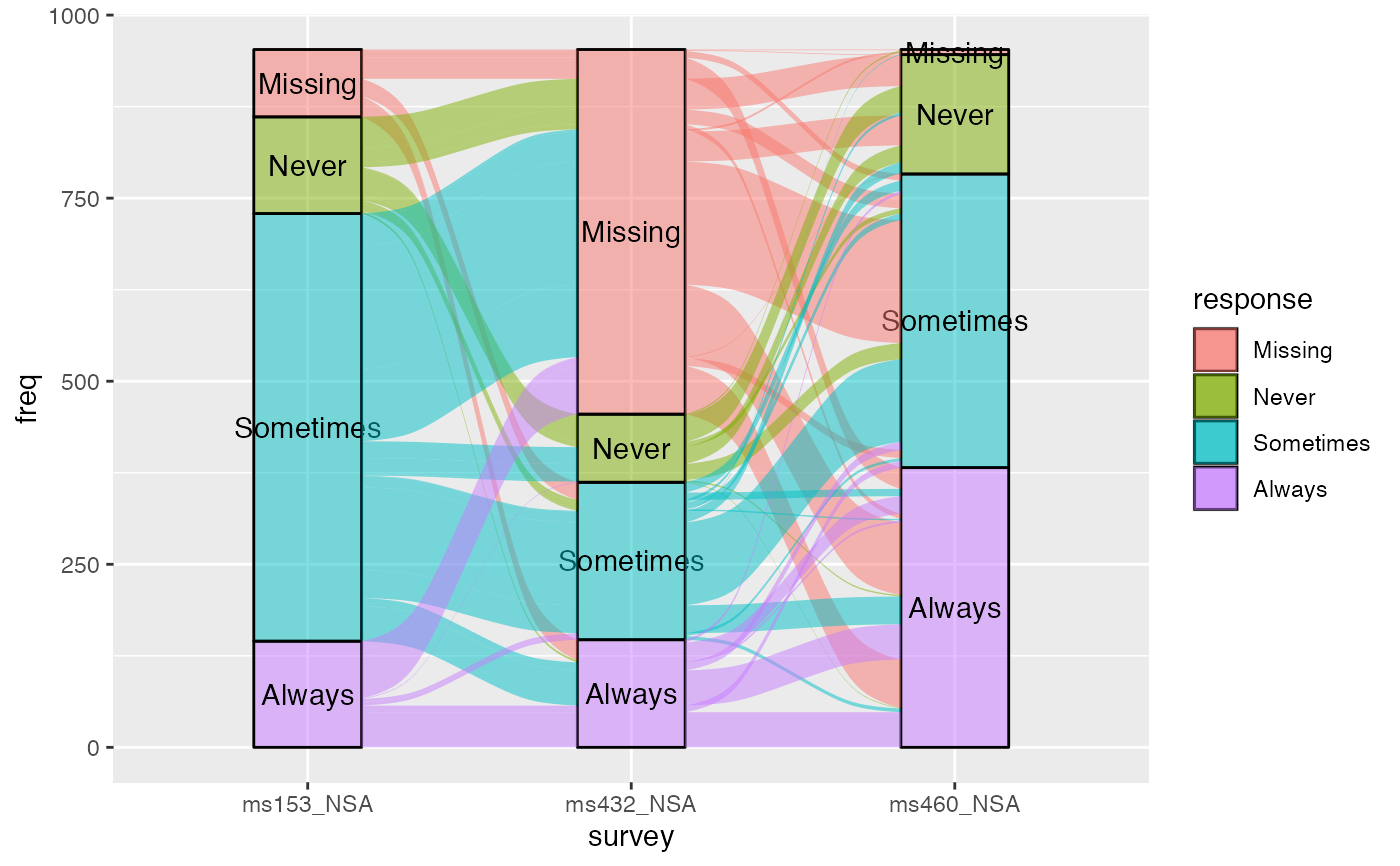 1000
750
500
250
0
freq
Missing
Never
Sometimes
Always
Missing
Never
Sometimes
Always
Missing
Never
Sometimes
Always
ms153_NSA
ms432_NSA
ms460_NSA
survey
response
Missing
Never
Sometimes
Always